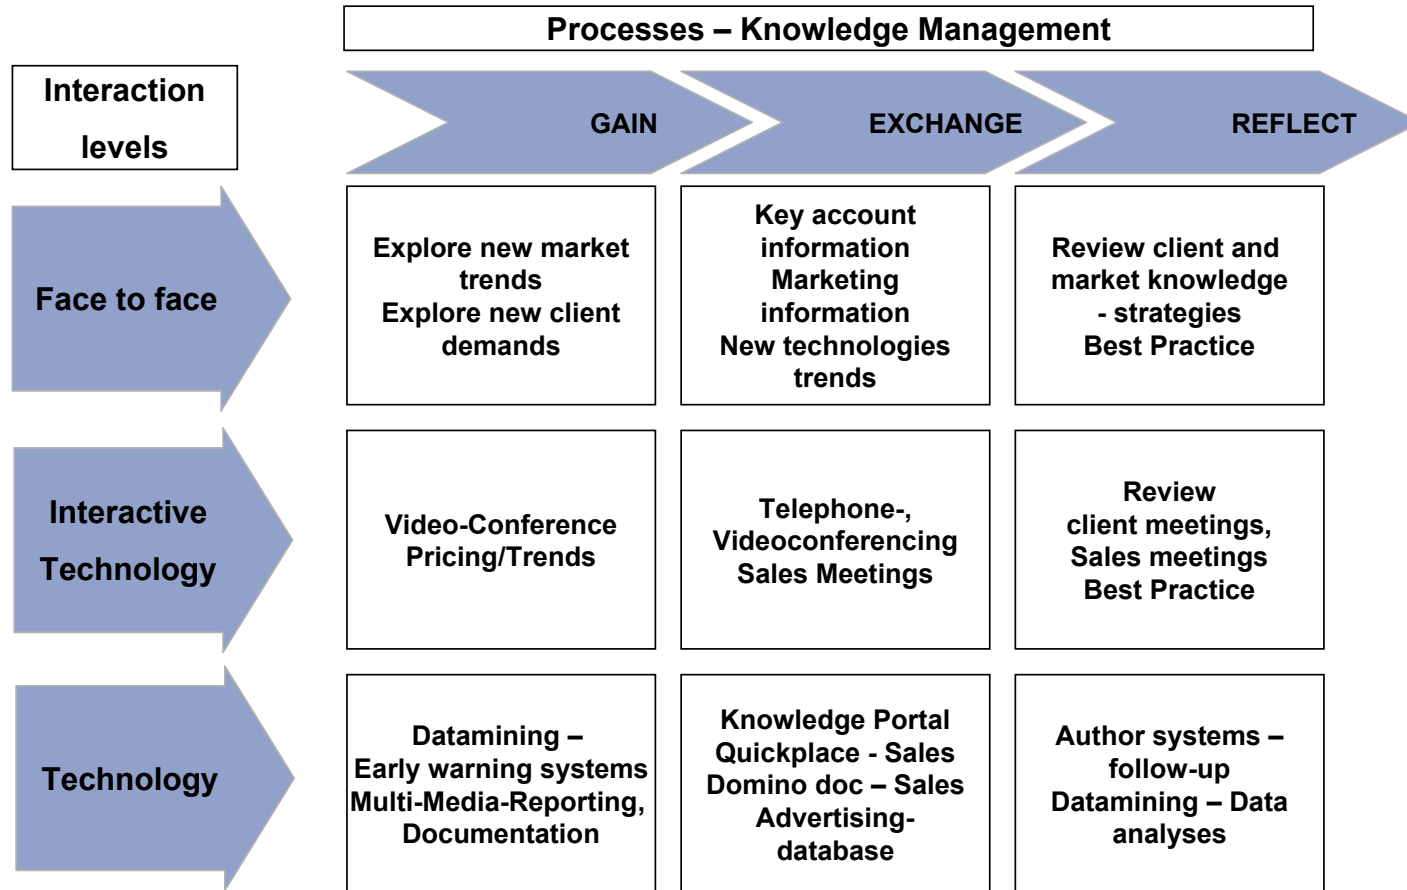 Processes – Knowledge Management
Interaction
levels
GAIN
EXCHANGE
REFLECT
Face to face
Explore new market
trends
Explore new client
demands
Key account
information
Marketing
information
New technologies
trends
Review client and
market knowledge
- strategies
Best Practice
Interactive
Technology
Video-Conference
Pricing/Trends
Telephone-,
Videoconferencing
Sales Meetings
Review
client meetings,
Sales meetings
Best Practice
Technology
Datamining –
Early warning systems
Multi-Media-Reporting,
Documentation
Knowledge Portal
Quickplace - Sales
Domino doc – Sales
Advertising-
database
Author systems –
follow-up
Datamining – Data
analyses